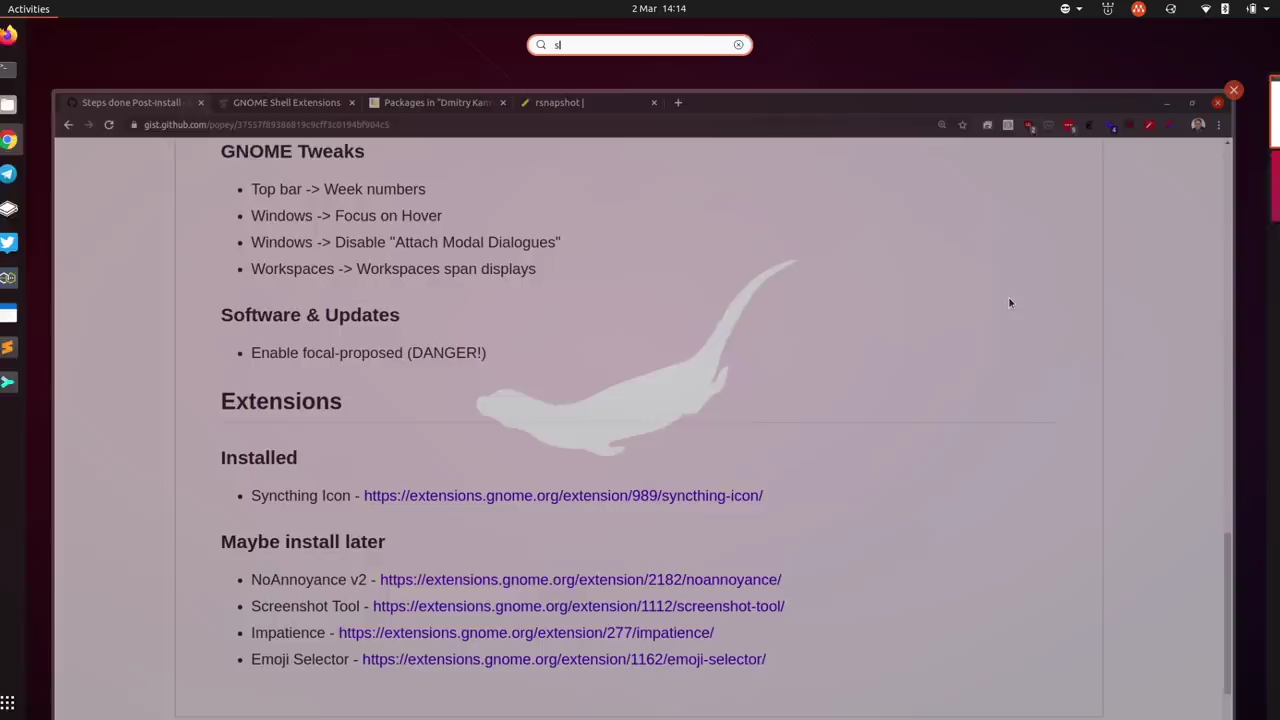 Activities
2 Mar 14:14
s
Steps done Post-Install -
GNOME Shell Extensions
Packages in "Dmitry Kann
rsnapshot |
gist.github.com/popey/37557f89386819c9cff3c0194bf904c5
GNOME Tweaks
• Top bar -> Week numbers
• Windows -> Focus on Hover
• Windows -> Disable "Attach Modal Dialogues"
• Workspaces -> Workspaces span displays
Software & Updates
• Enable focal-proposed (DANGER!)
Extensions
Installed
• Syncthing Icon - https://extensions.gnome.org/extension/989/syncthing-icon/
Maybe install later
• NoAnnoyance v2 - https://extensions.gnome.org/extension/2182/noannoyance/
• Screenshot Tool - https://extensions.gnome.org/extension/1112/screenshot-tool/
• Impatience - https://extensions.gnome.org/extension/277/impatience/
• Emoji Selector - https://extensions.gnome.org/extension/1162/emoji-selector/